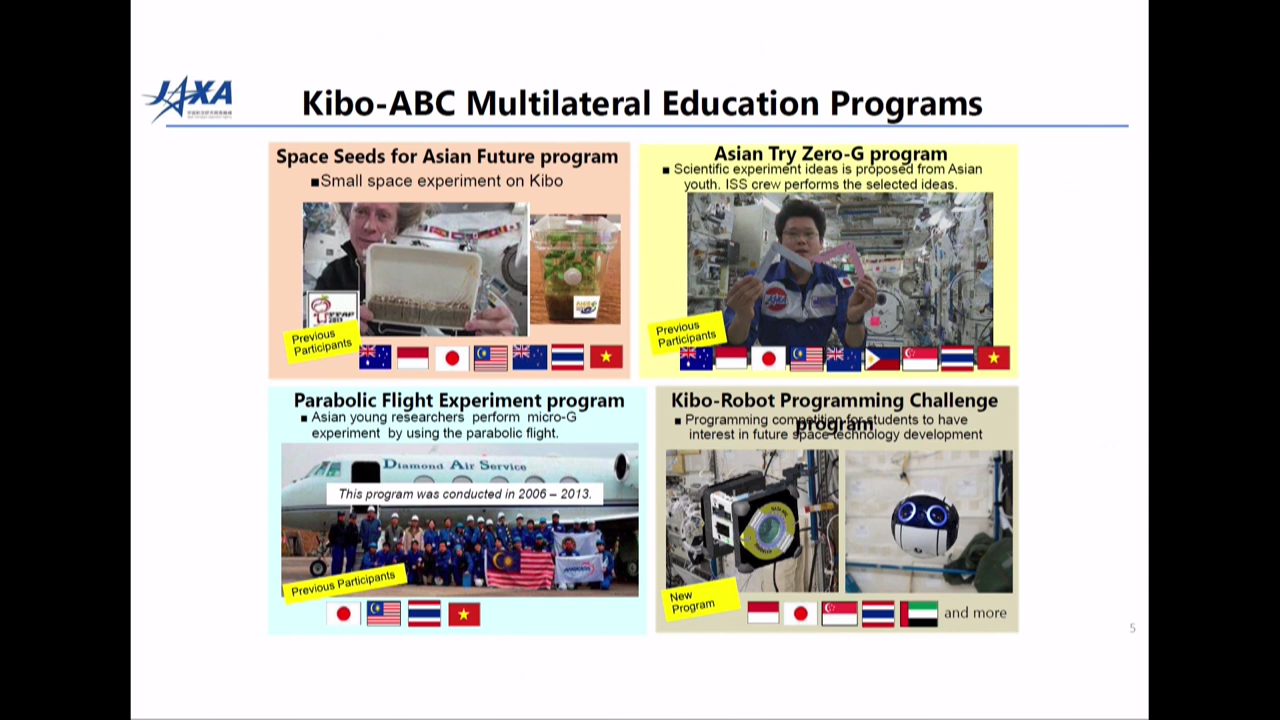 JAXA
Kibo-ABC Multilateral Education Programs
Space Seeds for Asian Future program
■Small space experiment on Kibo
Previous
Participants
Asian Try Zero-G program
■ Scientific experiment ideas is proposed from Asian
youth. ISS crew performs the selected ideas.
Previous
Participants
Parabolic Flight Experiment program
■ Asian young researchers perform micro-G
experiment by using the parabolic flight.
Diamond Air Service
This program was conducted in 2006 – 2013.
Previous Participants
Kibo-Robot Programming Challenge
program
■ Programming competition for students to have
interest in future space technology development
New
Program
and more
5